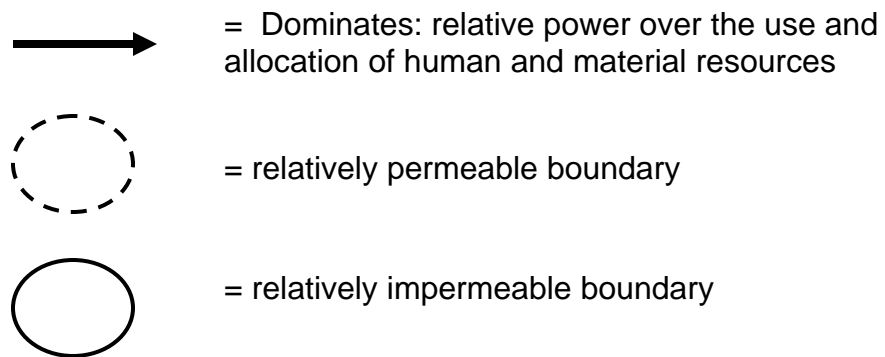 = Dominates: relative power over the use and
allocation of human and material resources
= relatively permeable boundary
= relatively impermeable boundary